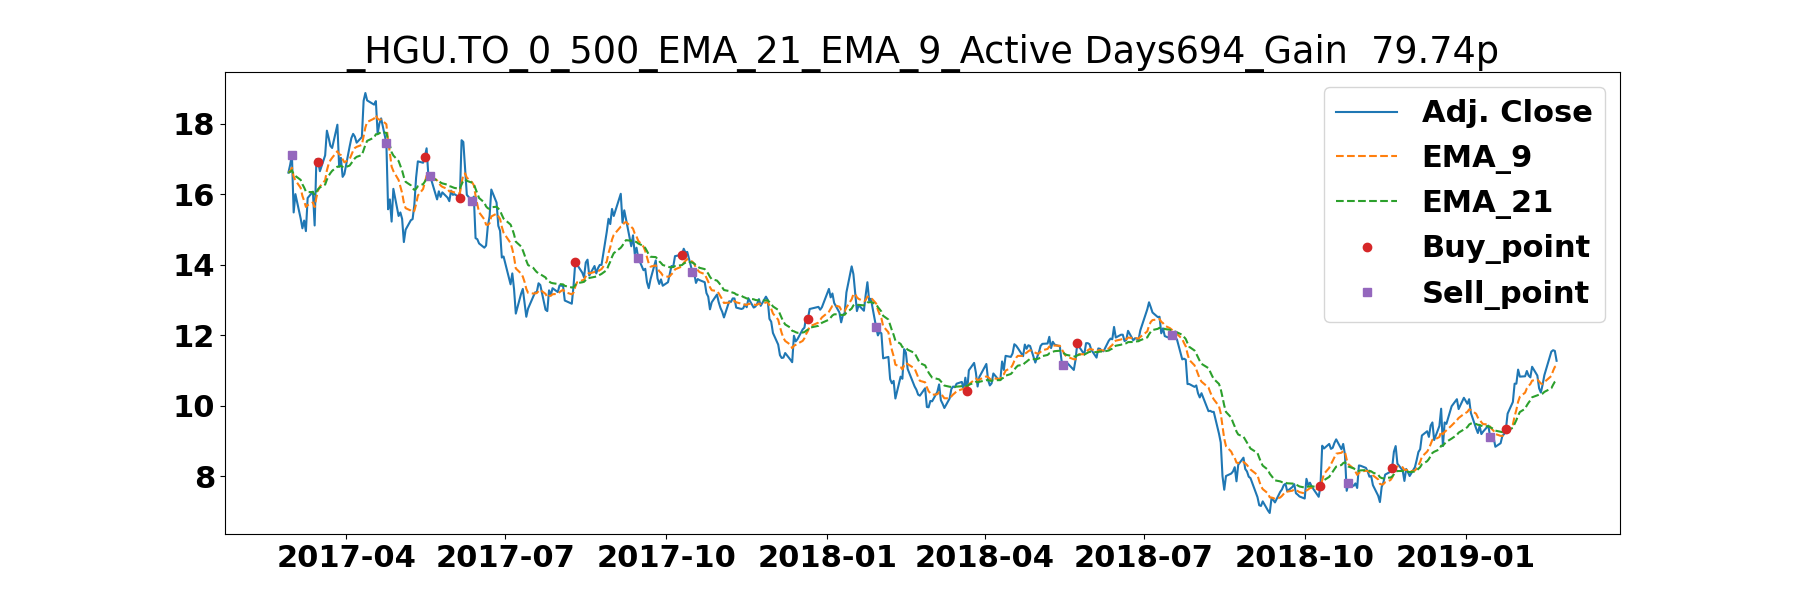 _HGU.TO_0_500_EMA_21_EMA_9_Active Days694_Gain  79.74p
Adj. Close
EMA_9
EMA_21
Buy_point
Sell_point
18
16
14
12
10
8
2017-04 2017-07 2017-10 2018-01 2018-04 2018-07 2018-10 2019-01